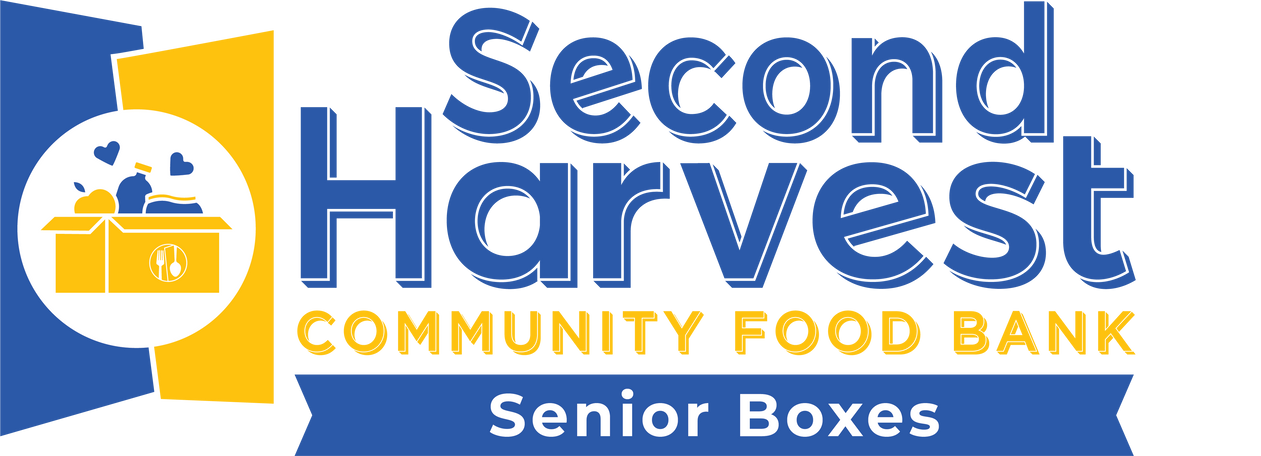 Second
Harvest
COMMUNITY FOOD BANK
Senior Boxes